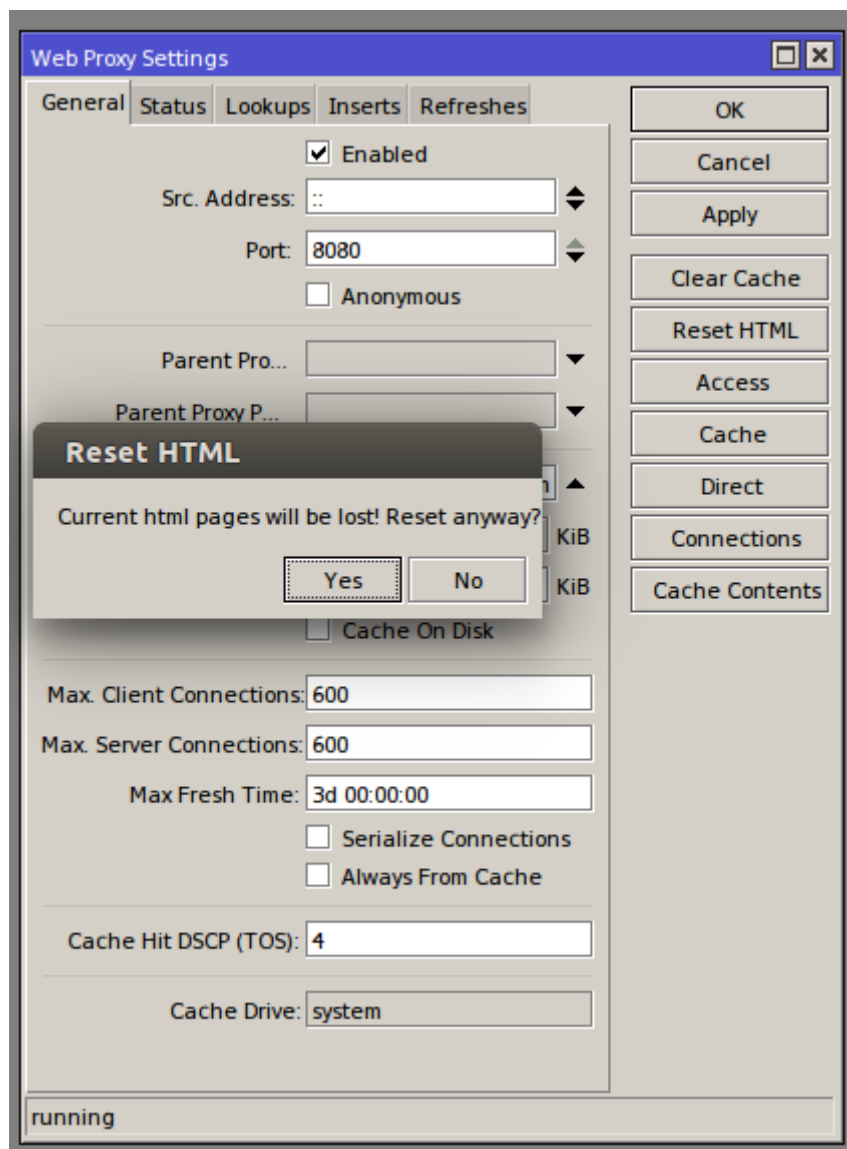 Web Proxy Settings
General Status Lookups Inserts Refreshes
Enabled
Src. Address: ::
Port: 8080
Anonymous
Parent Pro...
Parent Proxy P...
Reset HTML
Current html pages will be lost! Reset anyway?
Yes No
KiB
KiB
Cache On Disk
Max. Client Connections: 600
Max. Server Connections: 600
Max Fresh Time: 3d 00:00:00
Serialize Connections
Always From Cache
Cache Hit DSCP (TOS): 4
Cache Drive: system
running
OK
Cancel
Apply
Clear Cache
Reset HTML
Access
Cache
Direct
Connections
Cache Contents